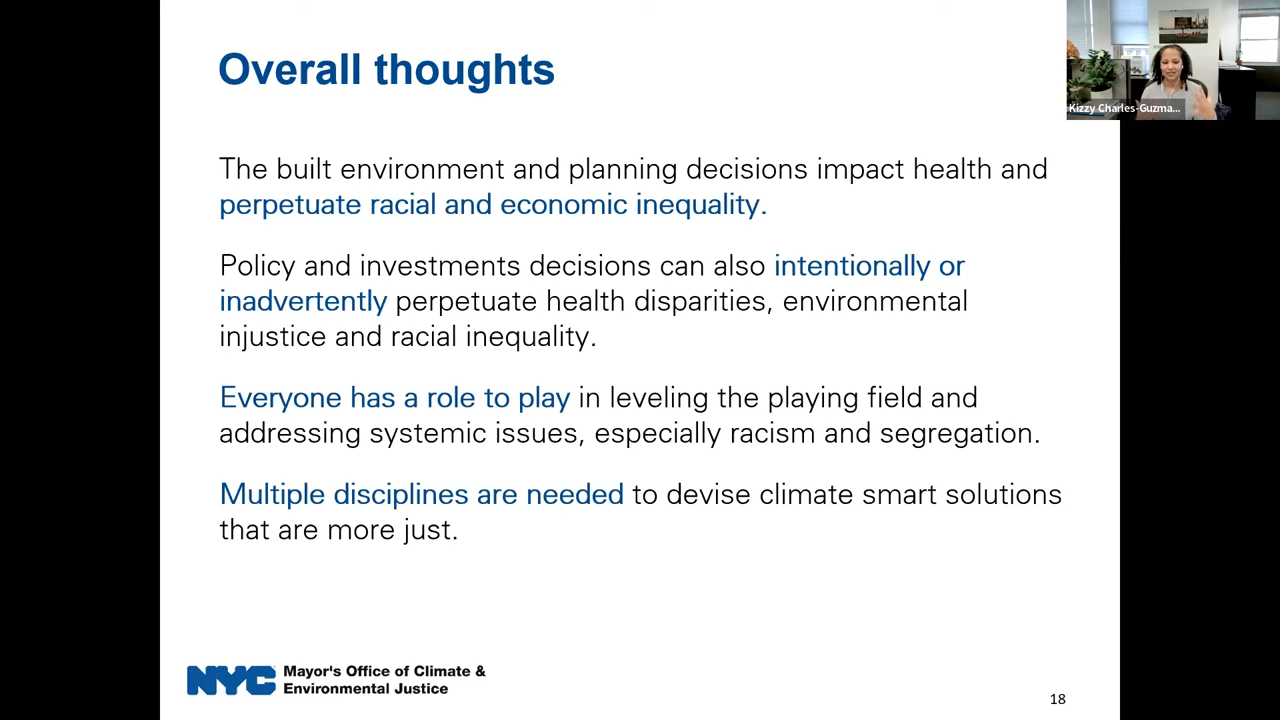 Overall thoughts
Kizzy Charles-Guzma...
The built environment and planning decisions impact health and
perpetuate racial and economic inequality.
Policy and investments decisions can also intentionally or
inadvertently perpetuate health disparities, environmental
injustice and racial inequality.
Everyone has a role to play in leveling the playing field and
addressing systemic issues, especially racism and segregation.
Multiple disciplines are needed to devise climate smart solutions
that are more just.
NYC Mayor's Office of Climate &
Environmental Justice
18